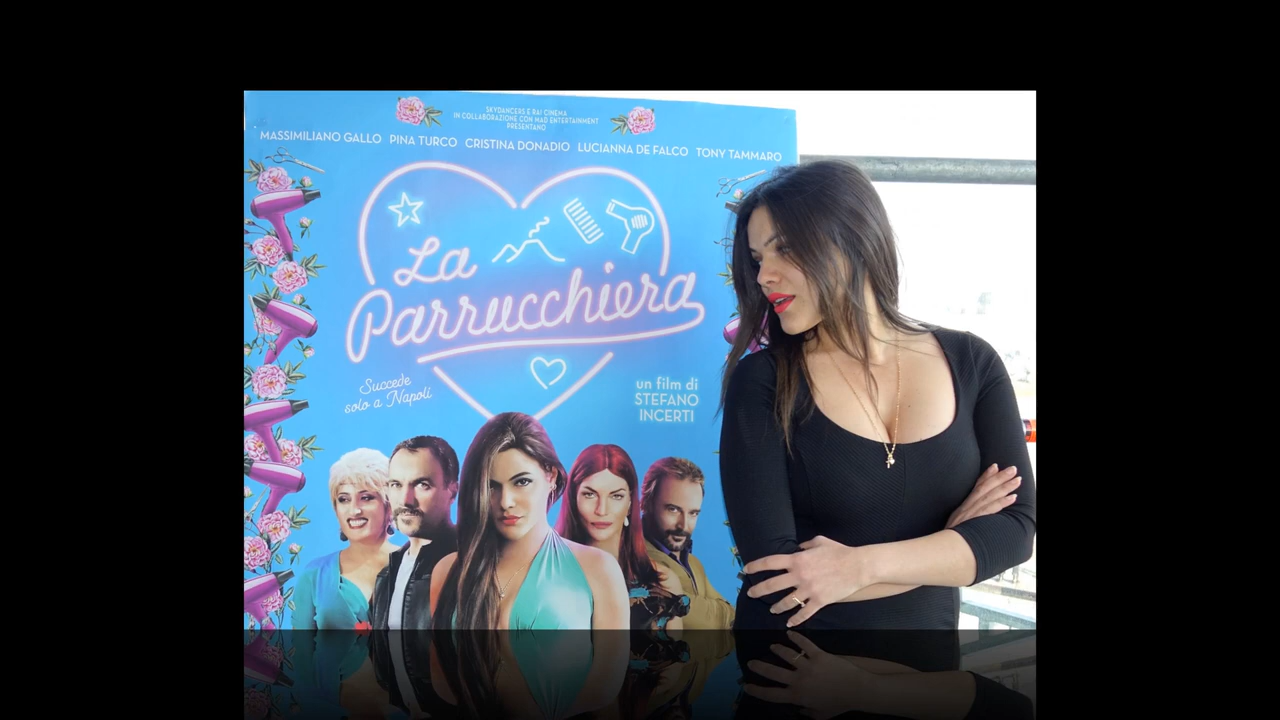 SKYDANCERS E RAI CINEMA
IN COLLABORAZIONE CON MAD ENTERTAINMENT
PRESENTANO
MASSIMILIANO GALLO PINA TURCO CRISTINA DONADIO LUCIANNA DE FALCO TONY TAMMARO
La
Parrucchiera
Succede
solo a Napoli
un film di
STEFANO
INCERTI